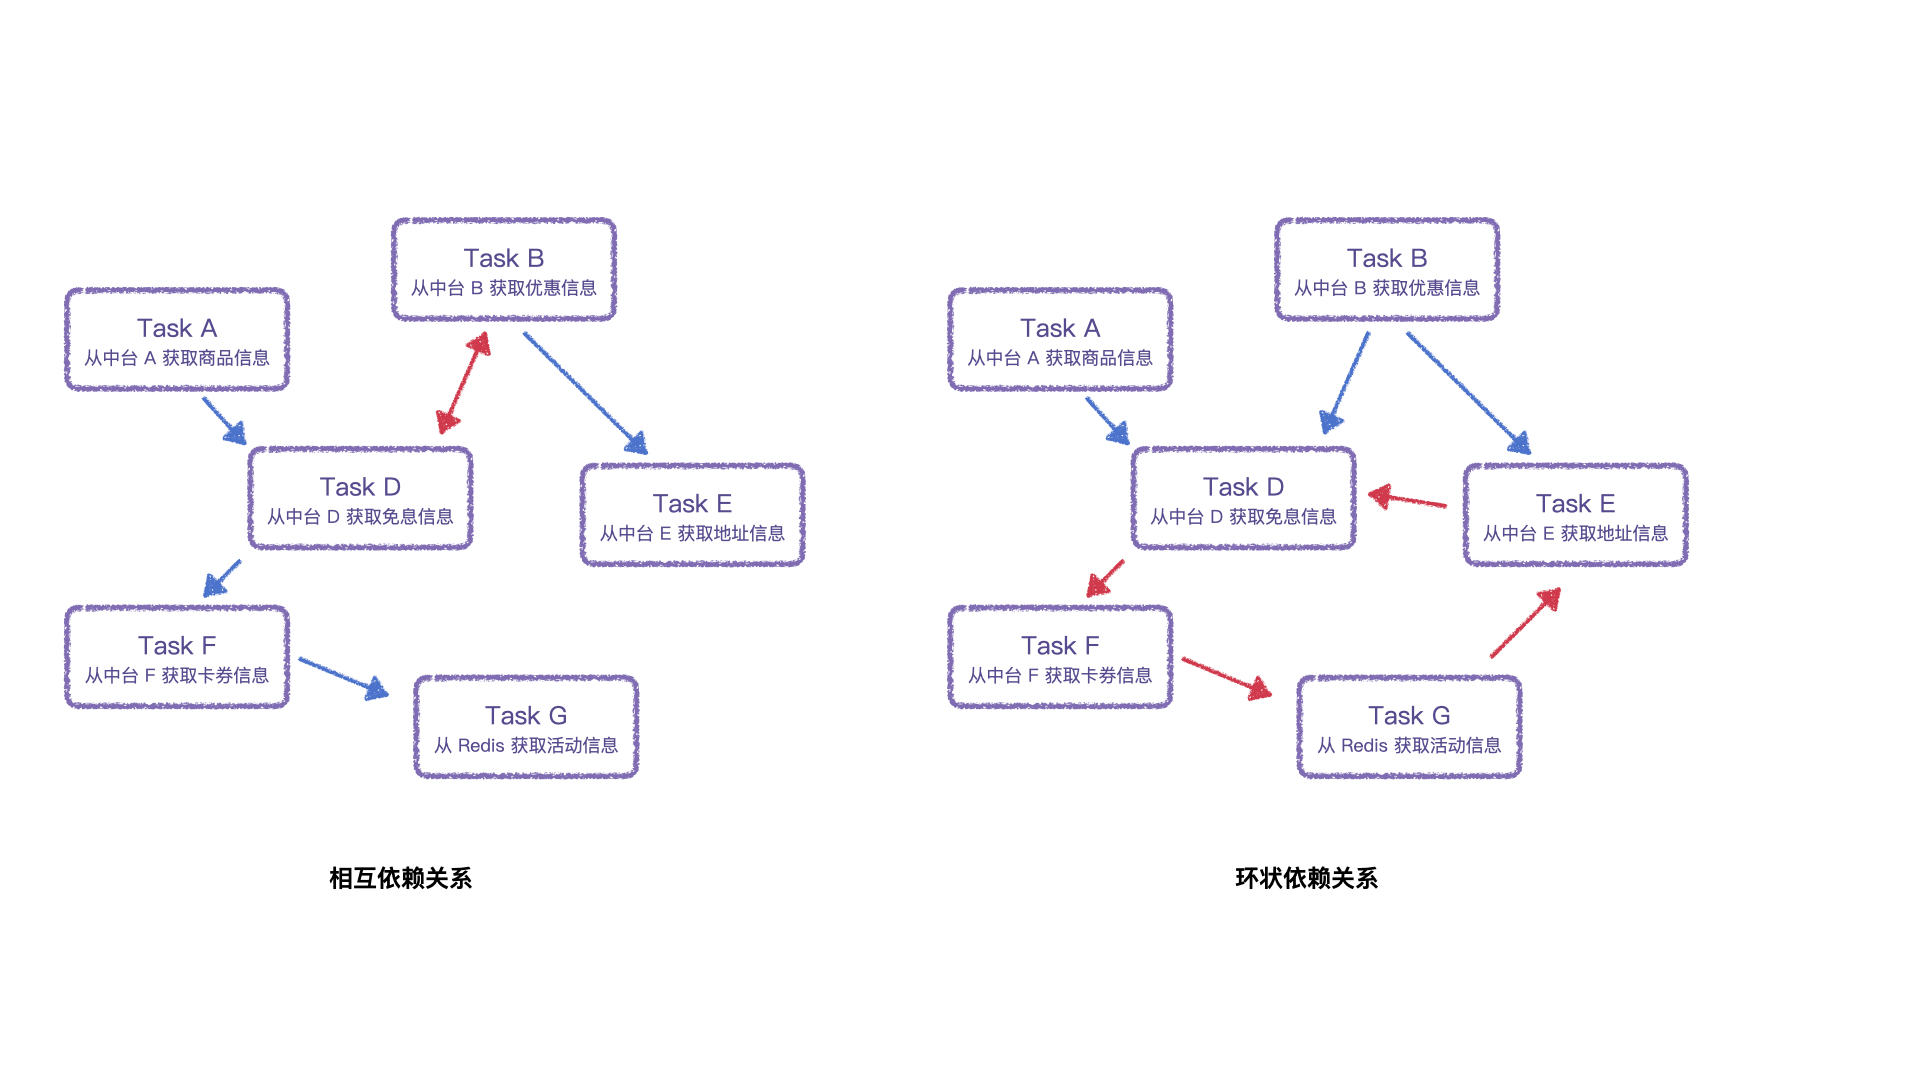 Task B
从中台 B 获取优惠信息
Task A
从中台 A 获取商品信息
Task D
从中台 D 获取免息信息
Task E
从中台 E 获取地址信息
Task F
从中台 F 获取卡券信息
Task G
从 Redis 获取活动信息
相互依赖关系
Task B
从中台 B 获取优惠信息
Task A
从中台 A 获取商品信息
Task D
从中台 D 获取免息信息
Task E
从中台 E 获取地址信息
Task F
从中台 F 获取卡券信息
Task G
从 Redis 获取活动信息
环状依赖关系